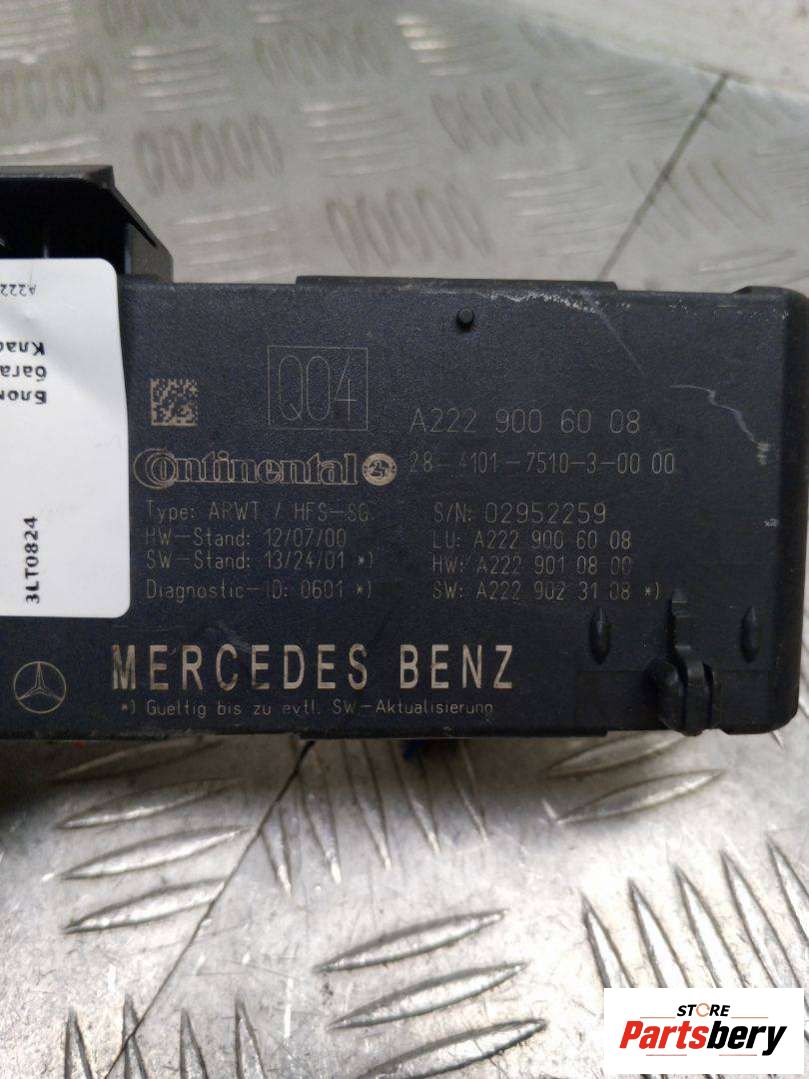 Q04
A222 900 60 08
Continental
28-4101-7510-3-00 00
Type: ARWT / HFS-SG
S/N: 02952259
HW-Stand: 12/07/00
LU: A222 900 60 08
SW-Stand: 13/24/01 *)
HW: A222 901 08 00
Diagnostic-ID: 0601 *)
SW: A222 902 31 08 *)
MERCEDES BENZ
*) Gueltig bis zu evtl. SW-Aktualisierung
A222
3LT0824
STORE
Partsbery